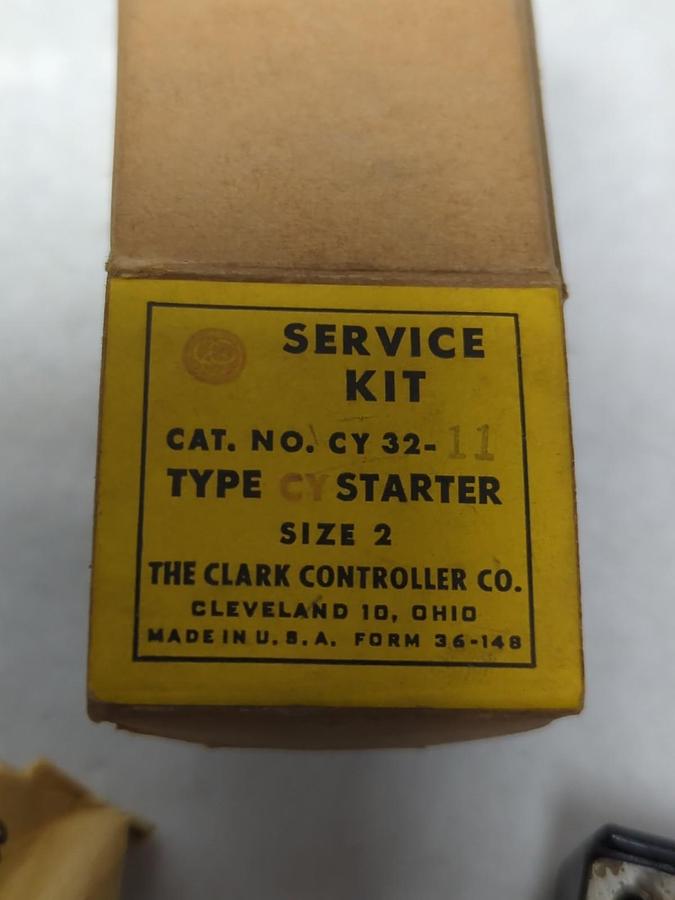 SERVICE
KIT
CAT. NO. CY 32-11
TYPE CY STARTER
SIZE 2
THE CLARK CONTROLLER CO.
CLEVELAND 10, OHIO
MADE IN U.S.A. FORM 36-148